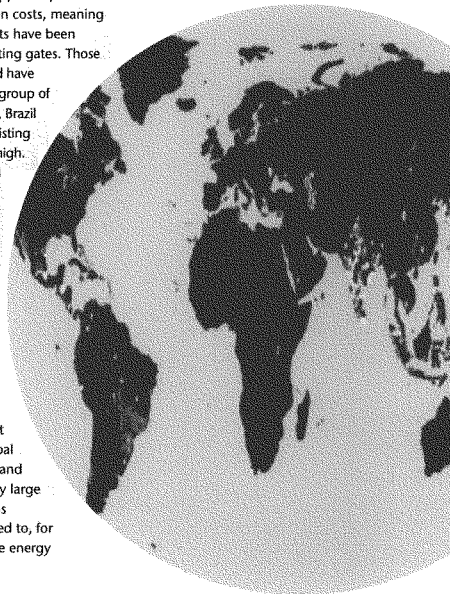 n costs, meaning
ts have been
ting gates. Those
d have
group of
, Brazil
isting
nigh.
t
oal
and
y large
s
ed to, for
e energy